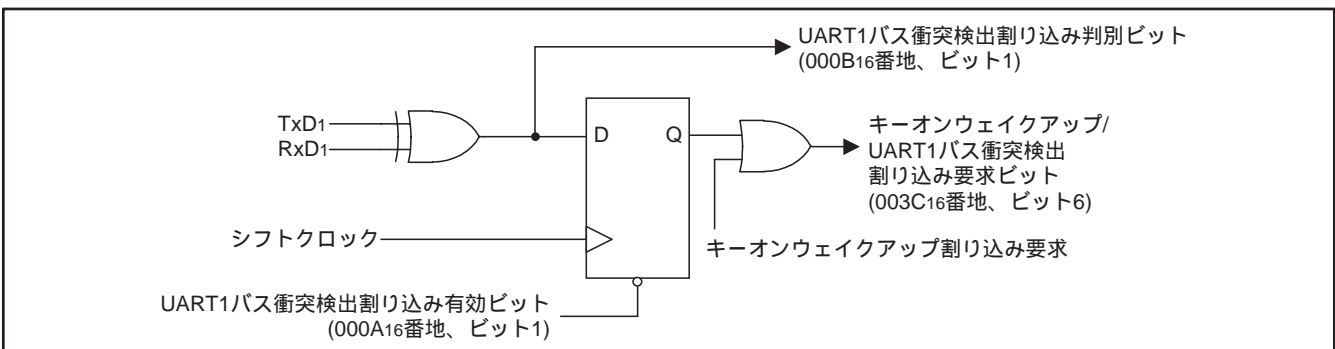 UART1バス衝突検出割り込み判別ビット
(000B16番地、ビット1)
TxD1
RxD1
D
Q
キーオンウェイクアップ/
UART1バス衝突検出
割り込み要求ビット
(003C16番地、ビット6)
シフトクロック
キーオンウェイクアップ割り込み要求
UART1バス衝突検出割り込み有効ビット
(000A16番地、ビット1)